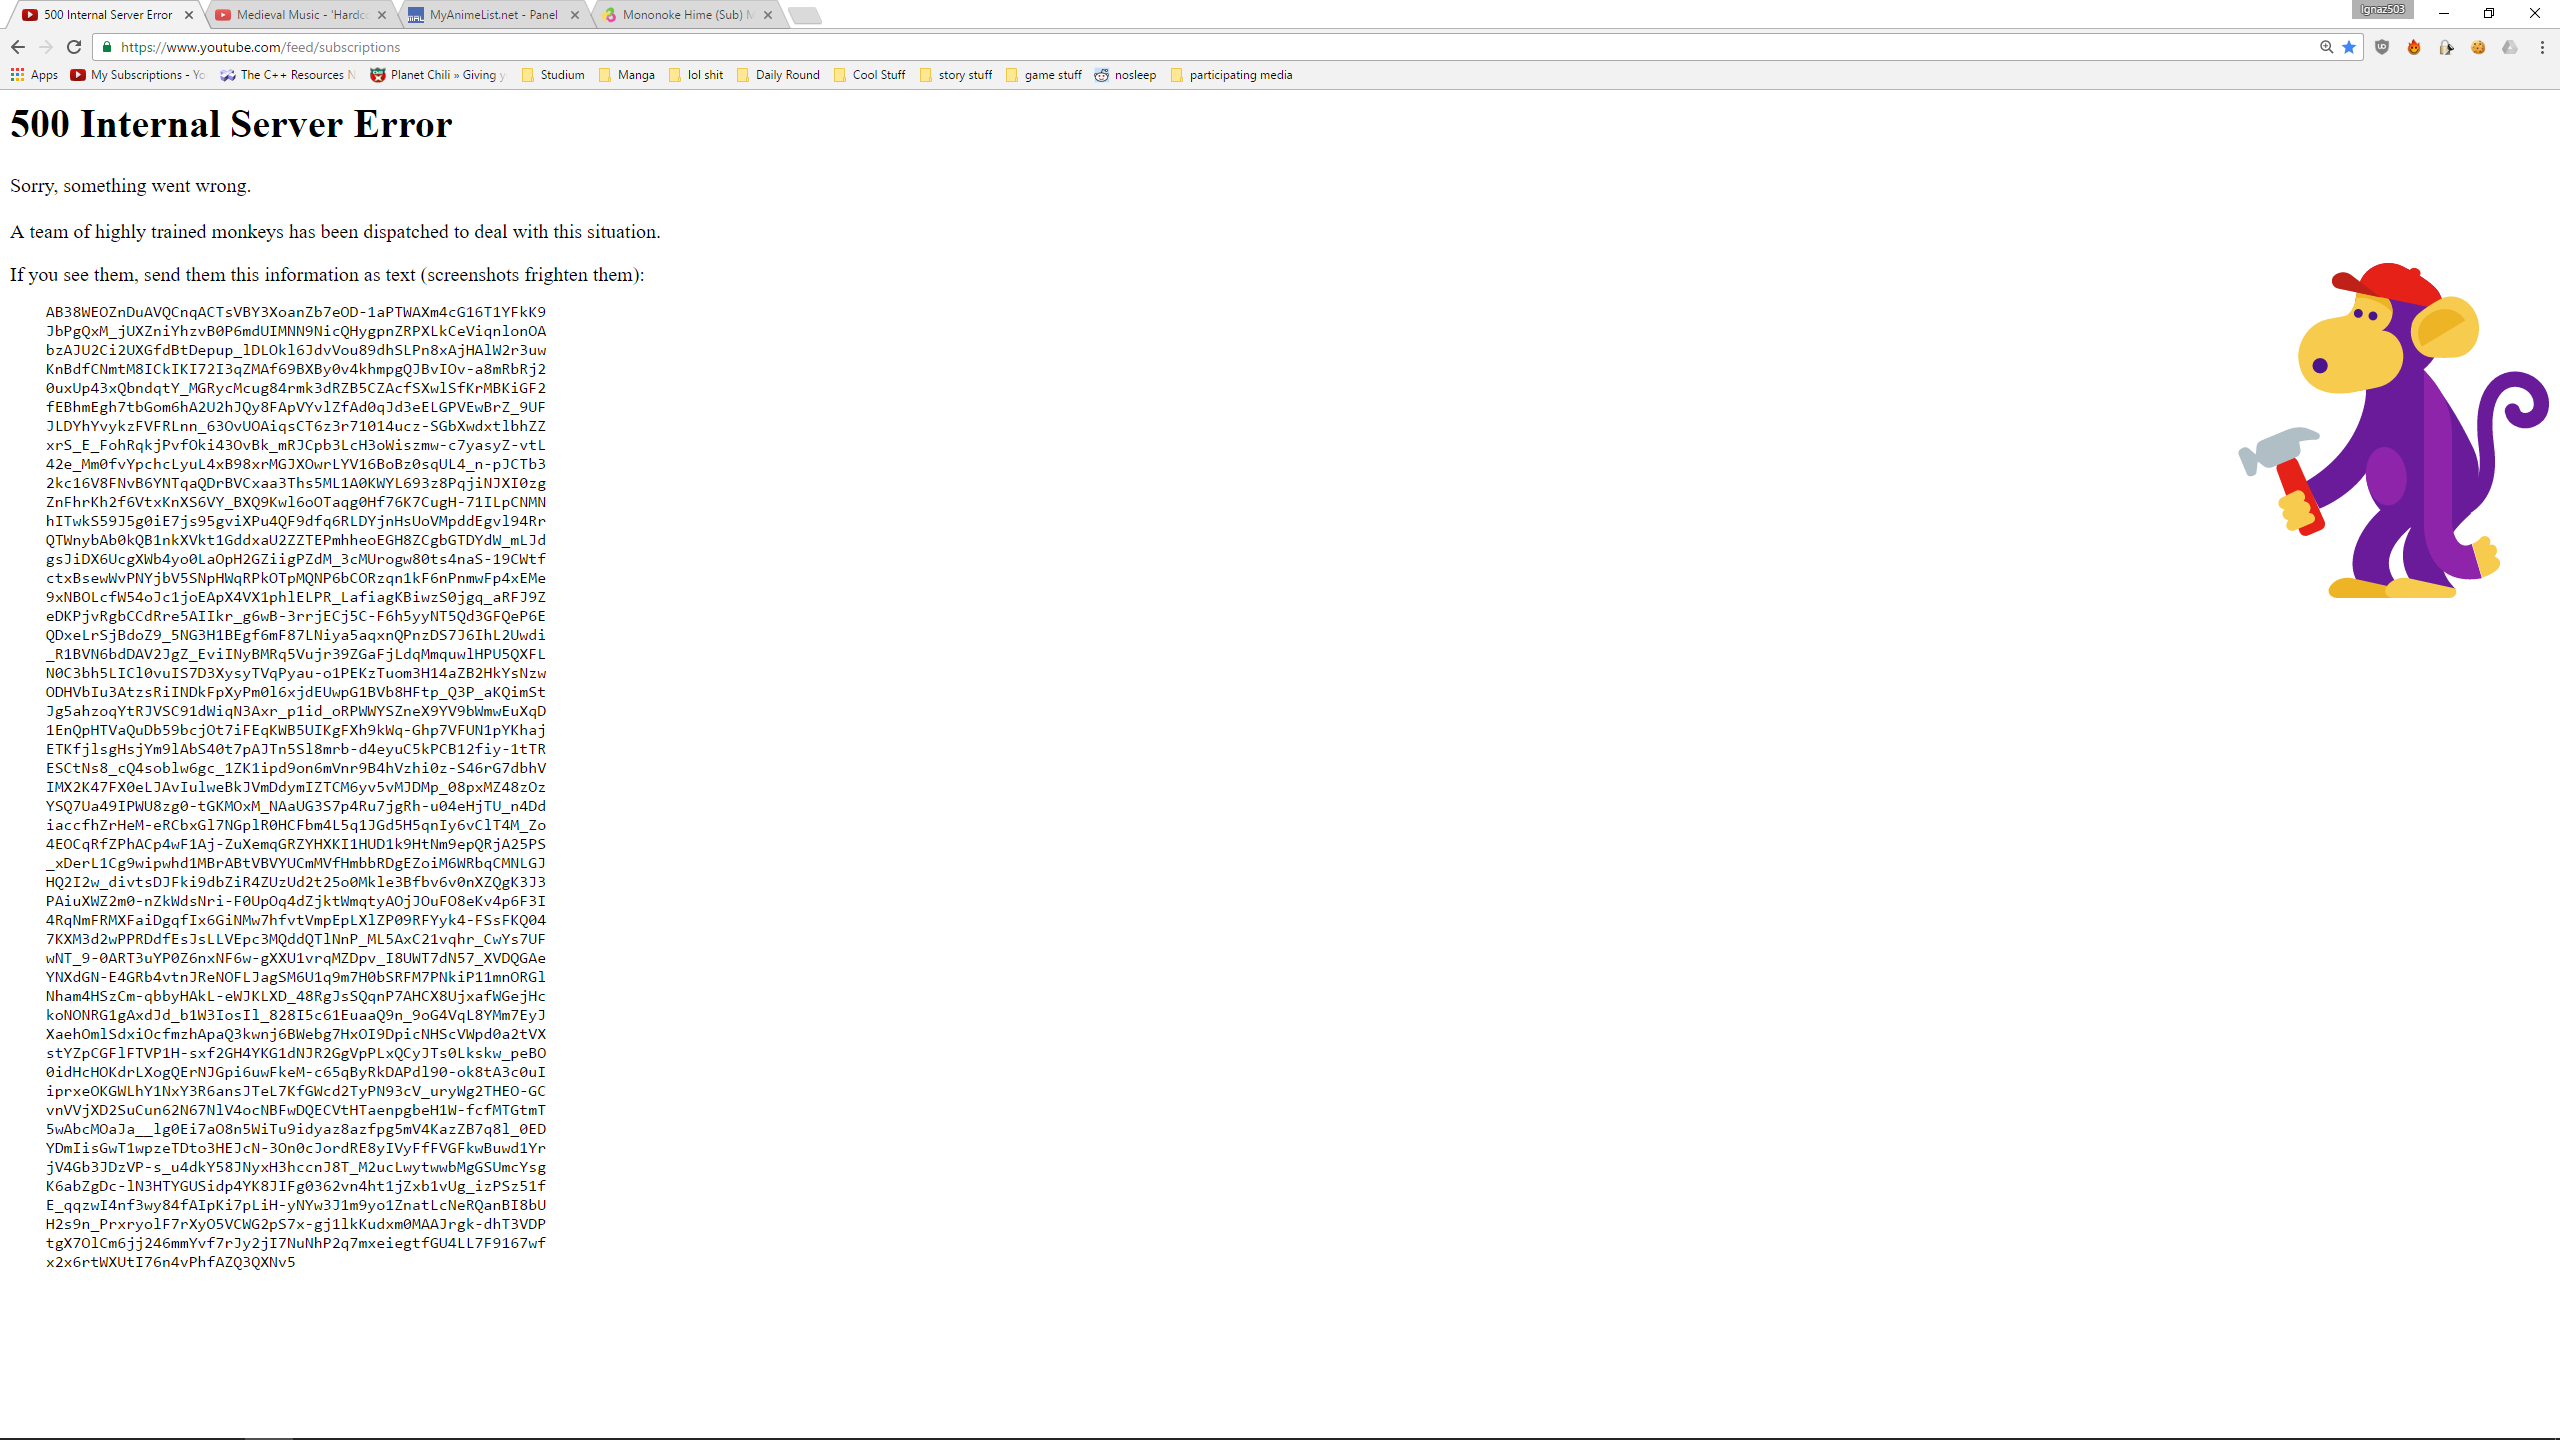 500 Internal Server Error
Medieval Music - 'Hardc
MyAnimeList.net - Panel
Mononoke Hime (Sub) M
Ignaz503
https://www.youtube.com/feed/subscriptions
Apps
My Subscriptions - Yo
The C++ Resources N
Planet Chili » Giving y
Studium
Manga
lol shit
Daily Round
Cool Stuff
story stuff
game stuff
nosleep
participating media
500 Internal Server Error
Sorry, something went wrong.
A team of highly trained monkeys has been dispatched to deal with this situation.
If you see them, send them this information as text (screenshots frighten them):
AB38WEOZnDuAVQCnqACTsVBY3XoanZb7eOD-1aPTWAXm4cG16T1YFkK9
JbPgQxM_jUXZniYhzvB0P6mdUIMNN9NicQHygpnZRPXLkCeViqnlonOA
bzAJU2Ci2UXGfdBtDepup_lDLOkl6JdvVou89dhSLPn8xAjHAlW2r3uw
KnBdfCNmtM8ICkIKI72I3qZMAf69BXBy0v4khmpgQJBvIOv-a8mRbRj2
0uxUp43xQbndqtY_MGRycMcug84rmk3dRZB5CZAcfSXwlSfKrMBKiGF2
fEBhmEgh7tbGom6hA2U2hJQy8FApVYvlZfAd0qJd3eELGPVEwBrZ_9UF
JLDYhYvykzFVFRLnn_63OvUOAiqsCT6z3r71014ucz-SGbXwdxtlbhZZ
xrS_E_FohRqkjPvfOki43OvBk_mRJCpb3LcH3oWiszmw-c7yasyZ-vtL
42e_Mm0fvYpchcLyuL4xB98xrMGJXOwrLYV16BoBz0sqUL4_n-pJCTb3
2kc16V8FNvB6YNTqaQDrBVCxaa3Ths5ML1A0KWYL693z8PqjiNJXI0zg
ZnFhrKh2f6VtxKnXS6VY_BXQ9Kwl6oOTaqg0Hf76K7CugH-71ILpCNMN
hITwkS59J5g0iE7js95gviXPu4QF9dfq6RLDYjnHsUoVMpddEgvl94Rr
QTWnybAb0kQB1nkXVkt1GddxaU2ZZTEPmhheoEGH8ZCgbGTDYdW_mLJd
gsJiDX6UcgXWb4yo0LaOpH2GZiigPZdM_3cMUrogw80ts4naS-19CWtf
ctxBsewWvPNYjbV5SNpHWqRPkOTpMQNP6bCORzqn1kF6nPnmwFp4xEMe
9xNBOLcfW54oJc1joEApX4VX1phlELPR_LafiagKBiwzS0jgq_aRFJ9Z
eDKPjvRgbCCdRre5AIIkr_g6wB-3rrjECj5C-F6h5yyNT5Qd3GFQeP6E
QDxeLrSjBdoZ9_5NG3H1BEgf6mF87LNiya5aqxnQPnzDS7J6IhL2Uwdi
_R1BVN6bdDAV2JgZ_EviINyBMRq5Vujr39ZGaFjLdqMmquwlHPU5QXFL
N0C3bh5LICl0vuIS7D3XysyTVqPyau-o1PEKzTuom3H14aZB2HkYsNzw
ODHVbIu3AtzsRiINDkFpXyPm0l6xjdEUwpG1BVb8HFtp_Q3P_aKQimSt
Jg5ahzoqYtRJVSC91dWiqN3Axr_p1id_oRPWWYSZneX9YV9bWmwEuXqD
1EnQpHTVaQuDb59bcjOt7iFEqKWB5UIKgFXh9kWq-Ghp7VFUN1pYKhaj
ETKfjlsgHsjYm9lAbS40t7pAJTn5Sl8mrb-d4eyuC5kPCB12fiy-1tTR
ESCtNs8_cQ4soblw6gc_1ZK1ipd9on6mVnr9B4hVzhi0z-S46rG7dbhV
IMX2K47FX0eLJAvIulweBkJVmDdymIZTCM6yv5vMJDMp_08pxMZ48zOz
YSQ7Ua49IPWU8zg0-tGKMOxM_NAaUG3S7p4Ru7jgRh-u04eHjTU_n4Dd
iaccfhZrHeM-eRCbxGl7NGplR0HCFbm4L5q1JGd5H5qnIy6vClT4M_Zo
4EOCqRfZPhACp4wF1Aj-ZuXemqGRZYHXKI1HUD1k9HtNm9epQRjA25PS
_xDerL1Cg9wipwhd1MBrABtVBVYUCmMVfHmbbRDgEZoiM6WRbqCMNLGJ
HQ2I2w_divtsDJFki9dbZiR4ZUzUd2t25o0Mkle3Bfbv6v0nXZQgK3J3
PAiuXWZ2m0-nZkWdsNri-F0UpOq4dZjktWmqtyAOjJOuFO8eKv4p6F3I
4RqNmFRMXFaiDgqfIx6GiNMw7hfvtVmpEpLXlZP09RFYyk4-FSsFKQ04
7KXM3d2wPPRDdfEsJsLLVEpc3MQddQTlNnP_ML5AxC21vqhr_CwYs7UF
wNT_9-0ART3uYP0Z6nxNF6w-gXXU1vrqMZDpv_I8UWT7dN57_XVDQGAe
YNXdGN-E4GRb4vtnJReNOFLJagSM6U1q9m7H0bSRFM7PNkiP11mnORGl
Nham4HSzCm-qbbyHAkL-eWJKLXD_48RgJsSQqnP7AHCX8UjxafWGejHc
koNONRG1gAxdJd_b1W3IosIl_828I5c61EuaaQ9n_9oG4VqL8YMm7EyJ
XaehOmlSdxiOcfmzhApaQ3kwnj6BWebg7HxOI9DpicNHScVWpd0a2tVX
stYZpCGFlFTVP1H-sxf2GH4YKG1dNJR2GgVpPLxQCyJTs0Lkskw_peBO
0idHcHOKdrLXogQErNJGpi6uwFkeM-c65qByRkDAPdl90-ok8tA3c0uI
iprxeOKGWLhY1NxY3R6ansJTeL7KfGWcd2TyPN93cV_uryWg2THEO-GC
vnVVjXD2SuCun62N67NlV4ocNBFwDQECVtHTaenpgbeH1W-fcfMTGtmT
5wAbcMOaJa__lg0Ei7aO8n5WiTu9idyaz8azfpg5mV4KazZB7q8l_0ED
YDmIisGwT1wpzeTDto3HEJcN-3On0cJordRE8yIVyFfFVGFkwBuwd1Yr
jV4Gb3JDzVP-s_u4dkY58JNyxH3hccnJ8T_M2ucLwytwwbMgGSUmcYsg
K6abZgDc-lN3HTYGUSidp4YK8JIFg0362vn4ht1jZxb1vUg_izPSz51f
E_qqzwI4nf3wy84fAIpKi7pLiH-yNYw3J1m9yo1ZnatLcNeRQanBI8bU
H2s9n_PrxryolF7rXyO5VCWG2pS7x-gj1lkKudxm0MAAJrgk-dhT3VDP
tgX7OlCm6jj246mmYvf7rJy2jI7NuNhP2q7mxeiegtfGU4LL7F9167wf
x2x6rtWXUtI76n4vPhfAZQ3QXNv5